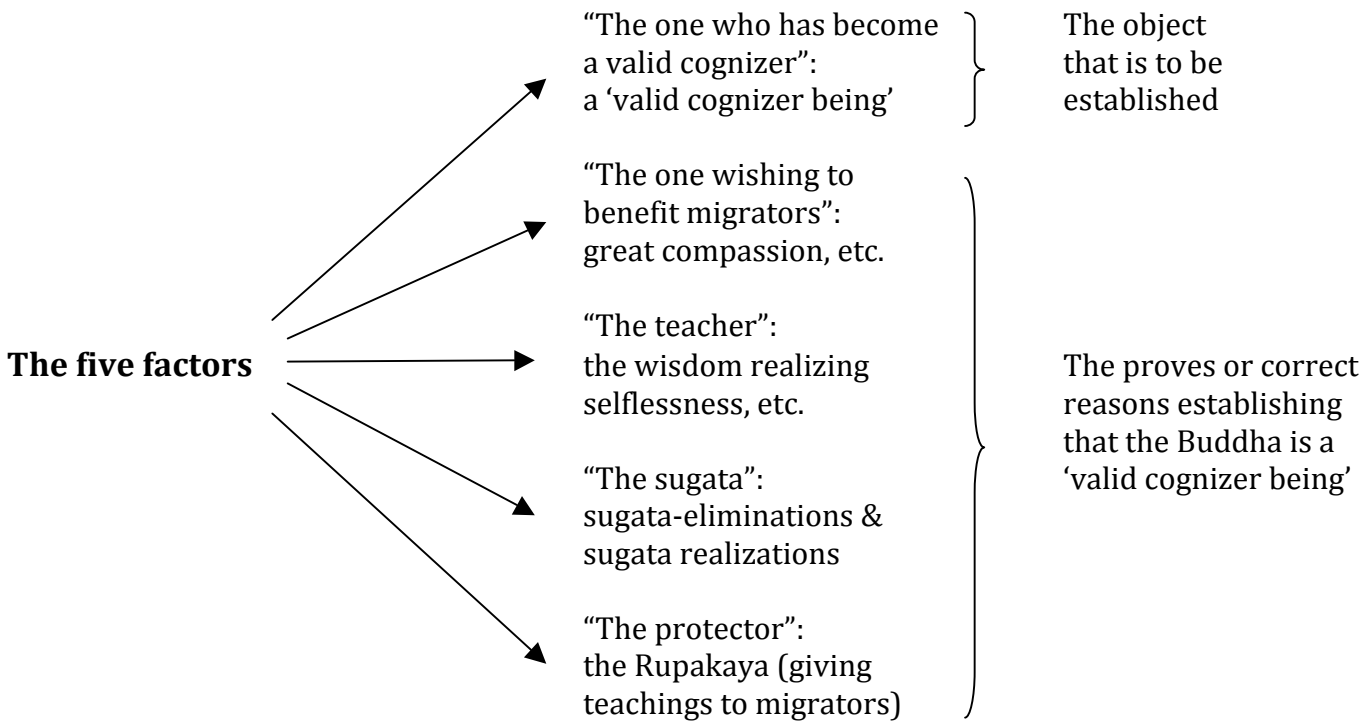 “The one who has become
a valid cognizer”:
a ‘valid cognizer being’
The object
that is to be
established
“The one wishing to
benefit migrators”:
great compassion, etc.
“The teacher”:
the wisdom realizing
selflessness, etc.
The five factors
“The sugata”:
sugata-eliminations &
sugata realizations
“The protector”:
the Rupakaya (giving
teachings to migrators)
The proves or correct
reasons establishing
that the Buddha is a
‘valid cognizer being’